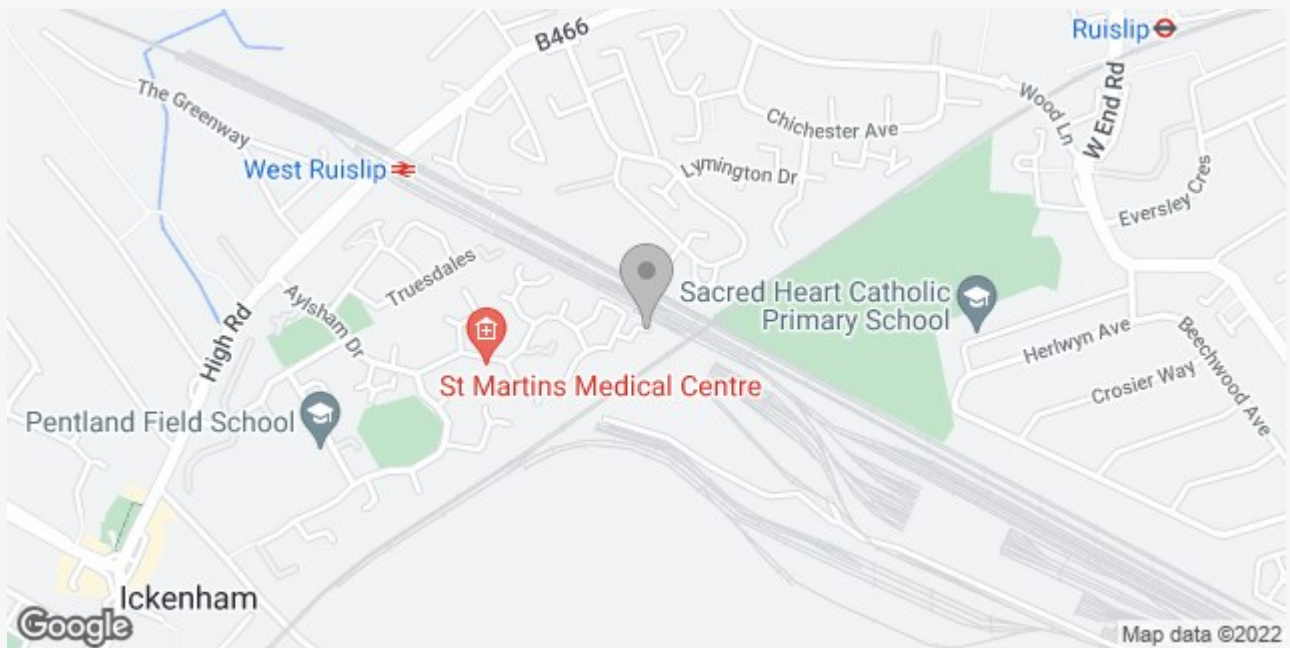 Ruislip
B466
W End Rd
Wood Ln
The Greenway
Chichester Ave
West Ruislip
Lymington Dr
Eversley Cres
Truesdales
Aylsham Dr
High Rd
Sacred Heart Catholic
Primary School
St Martins Medical Centre
Herlwyn Ave
Beechwood Ave
Crosier Way
Pentland Field School
Ickenham
Google
Map data ©2022